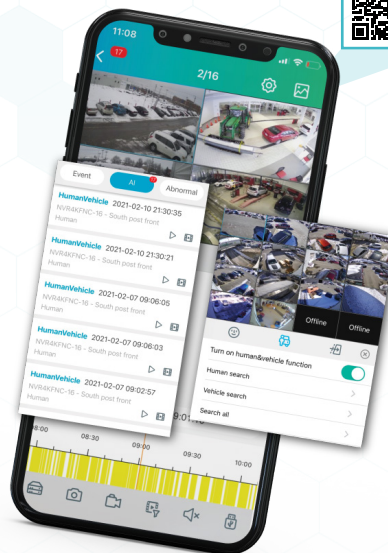 11:08
17
2/16
Event AI Abnormal
HumanVehicle 2021-02-10 21:30:35
NVR4KFNC-16 - South post front
Human
HumanVehicle 2021-02-10 21:30:21
NVR4KFNC-16 - South post front
Human
HumanVehicle 2021-02-07 09:06:05
NVR4KFNC-16 - South post front
Human
HumanVehicle 2021-02-07 09:06:03
NVR4KFNC-16 - South post front
Human
HumanVehicle 2021-02-07 09:02:57
NVR4KFNC-16 - South post front
Human
Offline Offline
Turn on human&vehicle function
Human search
Vehicle search
Search all
08:00 08:30 09:00 09:30 10:00